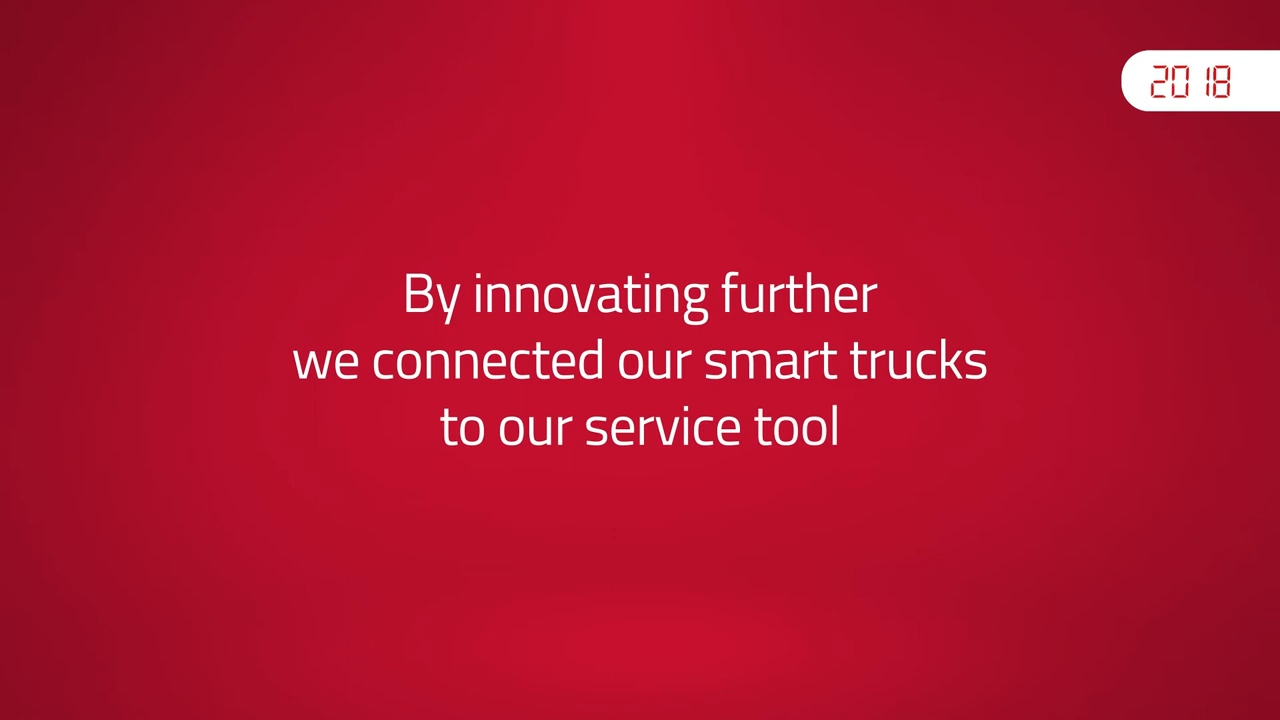 2018
By innovating further
we connected our smart trucks
to our service tool